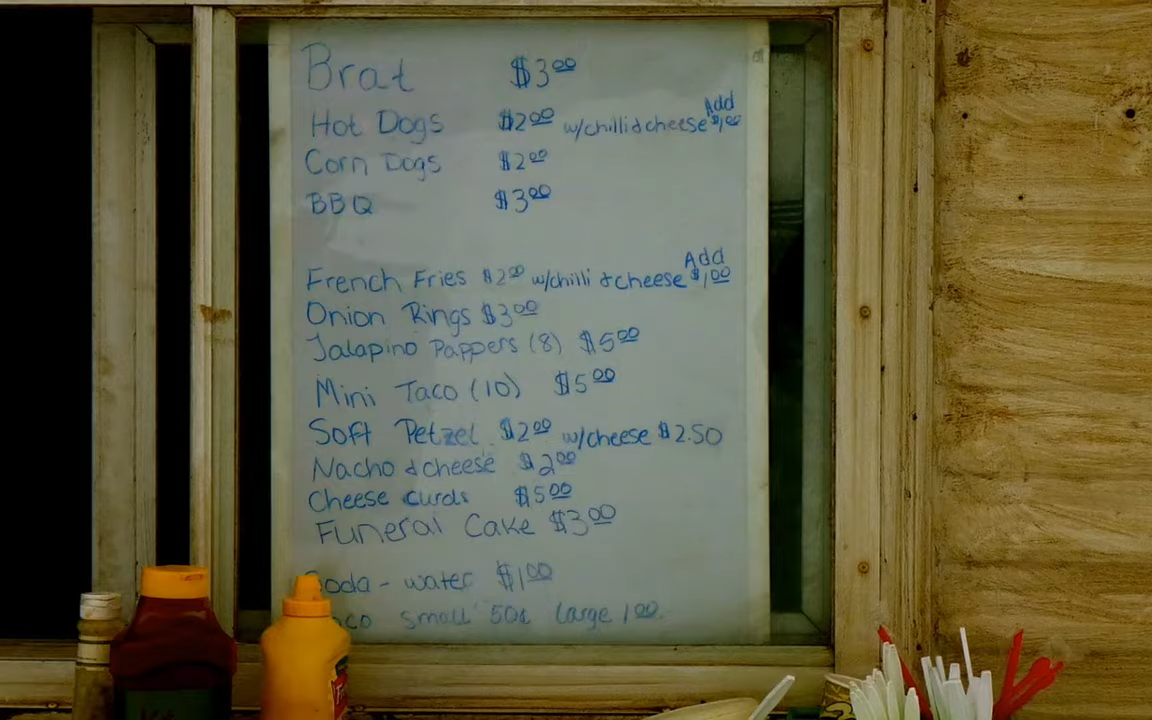 Brat $3.00
Hot Dogs $2.00 w/chilli & cheese Add $1.00
Corn Dogs $2.00
BBQ $3.00
French Fries $2.00 w/chilli & cheese Add $1.00
Onion Rings $3.00
Jalapino Pappers (8) $5.00
Mini Taco (10) $5.00
Soft Petzel $2.00 w/cheese $2.50
Nacho & cheese $2.00
Cheese curds $5.00
Funeral Cake $3.00
Soda - water $1.00
small 50¢ large 1.00